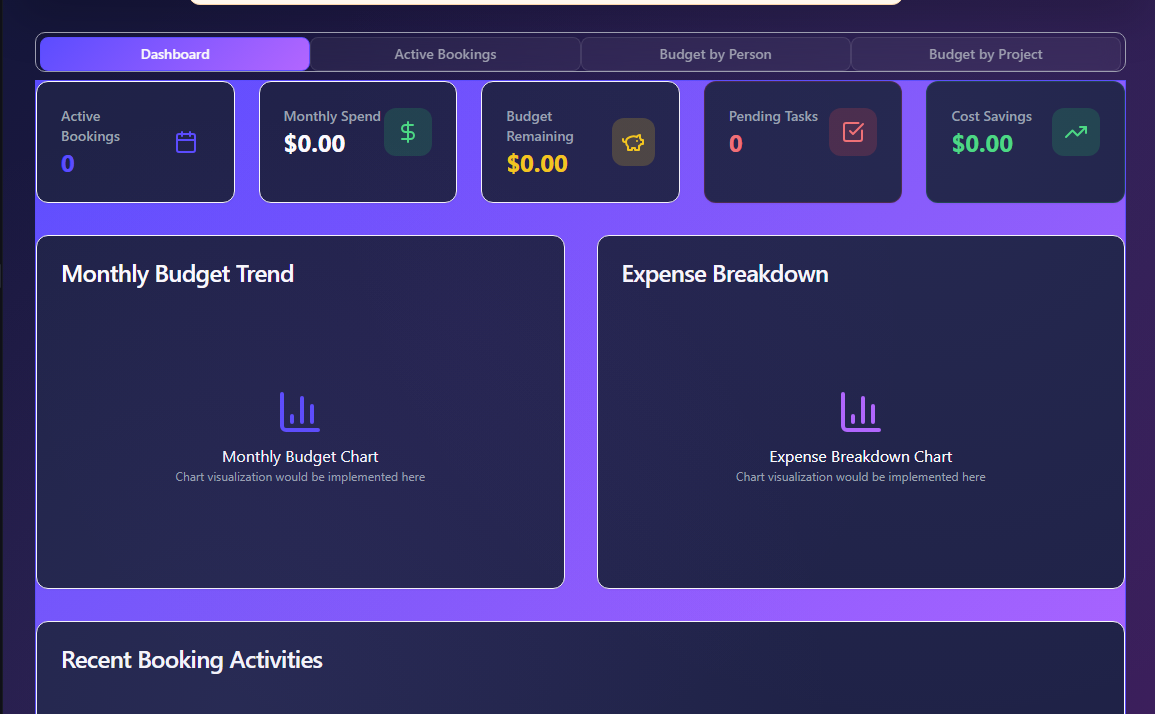 Dashboard
Active Bookings
Budget by Person
Budget by Project
Active
Bookings
0
Monthly Spend
$0.00
Budget
Remaining
$0.00
Pending Tasks
0
Cost Savings
$0.00
Monthly Budget Trend
Monthly Budget Chart
Chart visualization would be implemented here
Expense Breakdown
Expense Breakdown Chart
Chart visualization would be implemented here
Recent Booking Activities